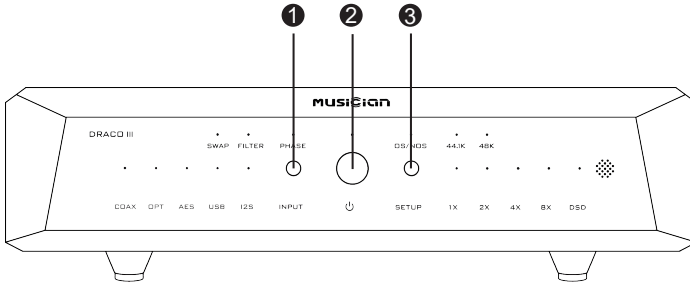 1 2 3
MUSICIAN
DRACO III
SWAP FILTER PHASE OS/NOS 44.1K 48K
COAX OPT AES USB I2S INPUT SETUP 1X 2X 4X 8X DSD